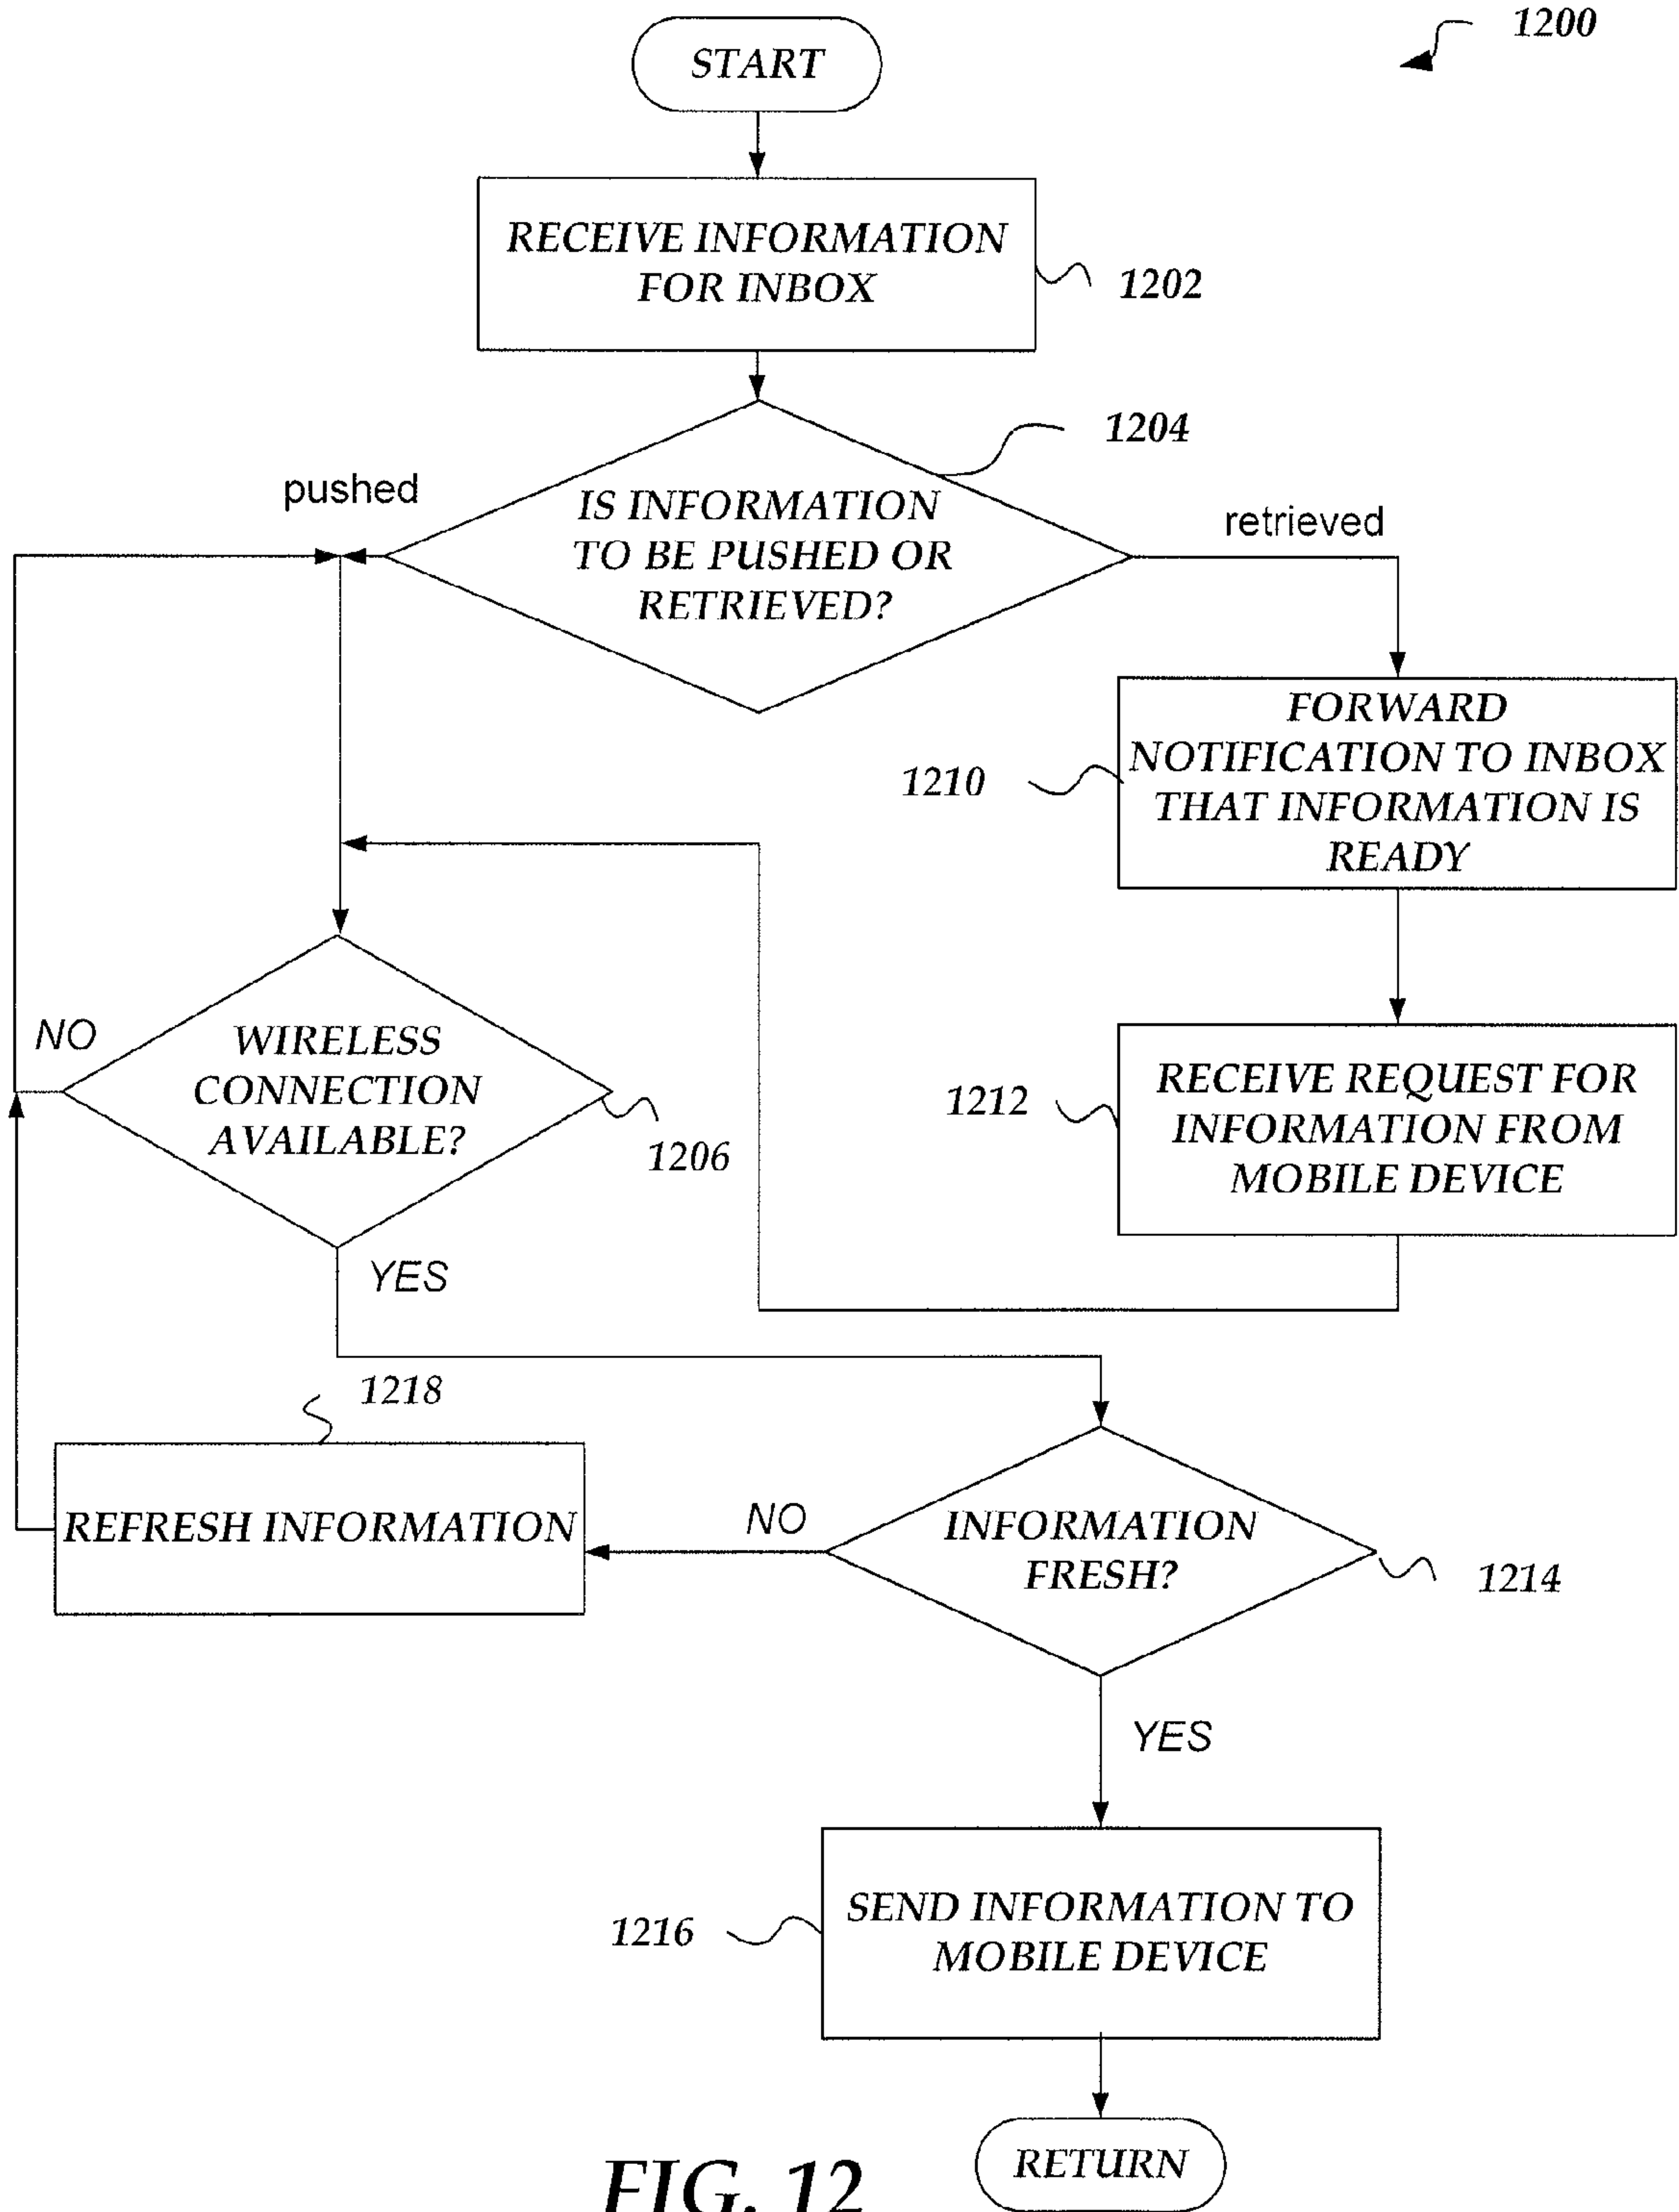 1200
START
RECEIVE INFORMATION
FOR INBOX
1202
1204
pushed
IS INFORMATION
TO BE PUSHED OR
RETRIEVED?
retrieved
FORWARD
NOTIFICATION TO INBOX
THAT INFORMATION IS
READY
1210
NO
WIRELESS
CONNECTION
AVAILABLE?
1206
RECEIVE REQUEST FOR
INFORMATION FROM
MOBILE DEVICE
1212
YES
1218
REFRESH INFORMATION
NO
INFORMATION
FRESH?
1214
YES
SEND INFORMATION TO
MOBILE DEVICE
1216
RETURN
FIG. 12